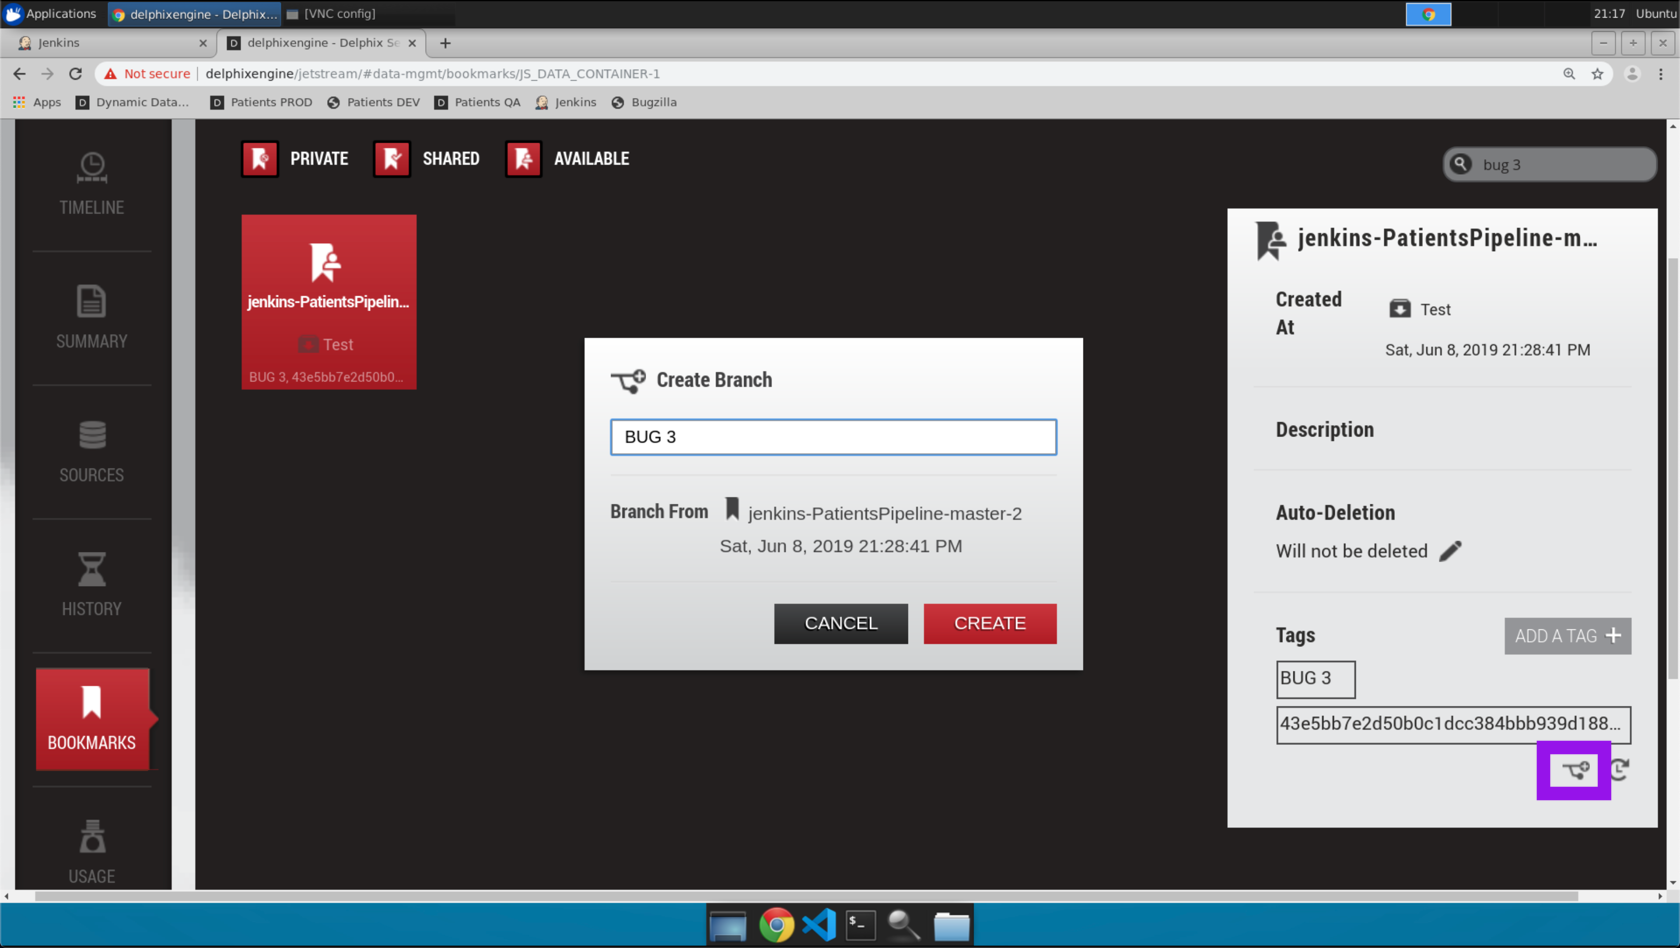 Applications
delphixengine - Delphix...
[VNC config]
21:17 Ubuntu
Jenkins
delphixengine - Delphix Se
Not secure
delphixengine/jetstream/#data-mgmt/bookmarks/JS_DATA_CONTAINER-1
Apps
Dynamic Data...
Patients PROD
Patients DEV
Patients QA
Jenkins
Bugzilla
TIMELINE
SUMMARY
SOURCES
HISTORY
BOOKMARKS
USAGE
PRIVATE
SHARED
AVAILABLE
bug 3
jenkins-PatientsPipelin...
Test
BUG 3, 43e5bb7e2d50b0...
Create Branch
BUG 3
Branch From
jenkins-PatientsPipeline-master-2
Sat, Jun 8, 2019 21:28:41 PM
CANCEL
CREATE
jenkins-PatientsPipeline-m...
Created
At
Test
Sat, Jun 8, 2019 21:28:41 PM
Description
Auto-Deletion
Will not be deleted
Tags
ADD A TAG +
BUG 3
43e5bb7e2d50b0c1dcc384bbb939d188...
$_